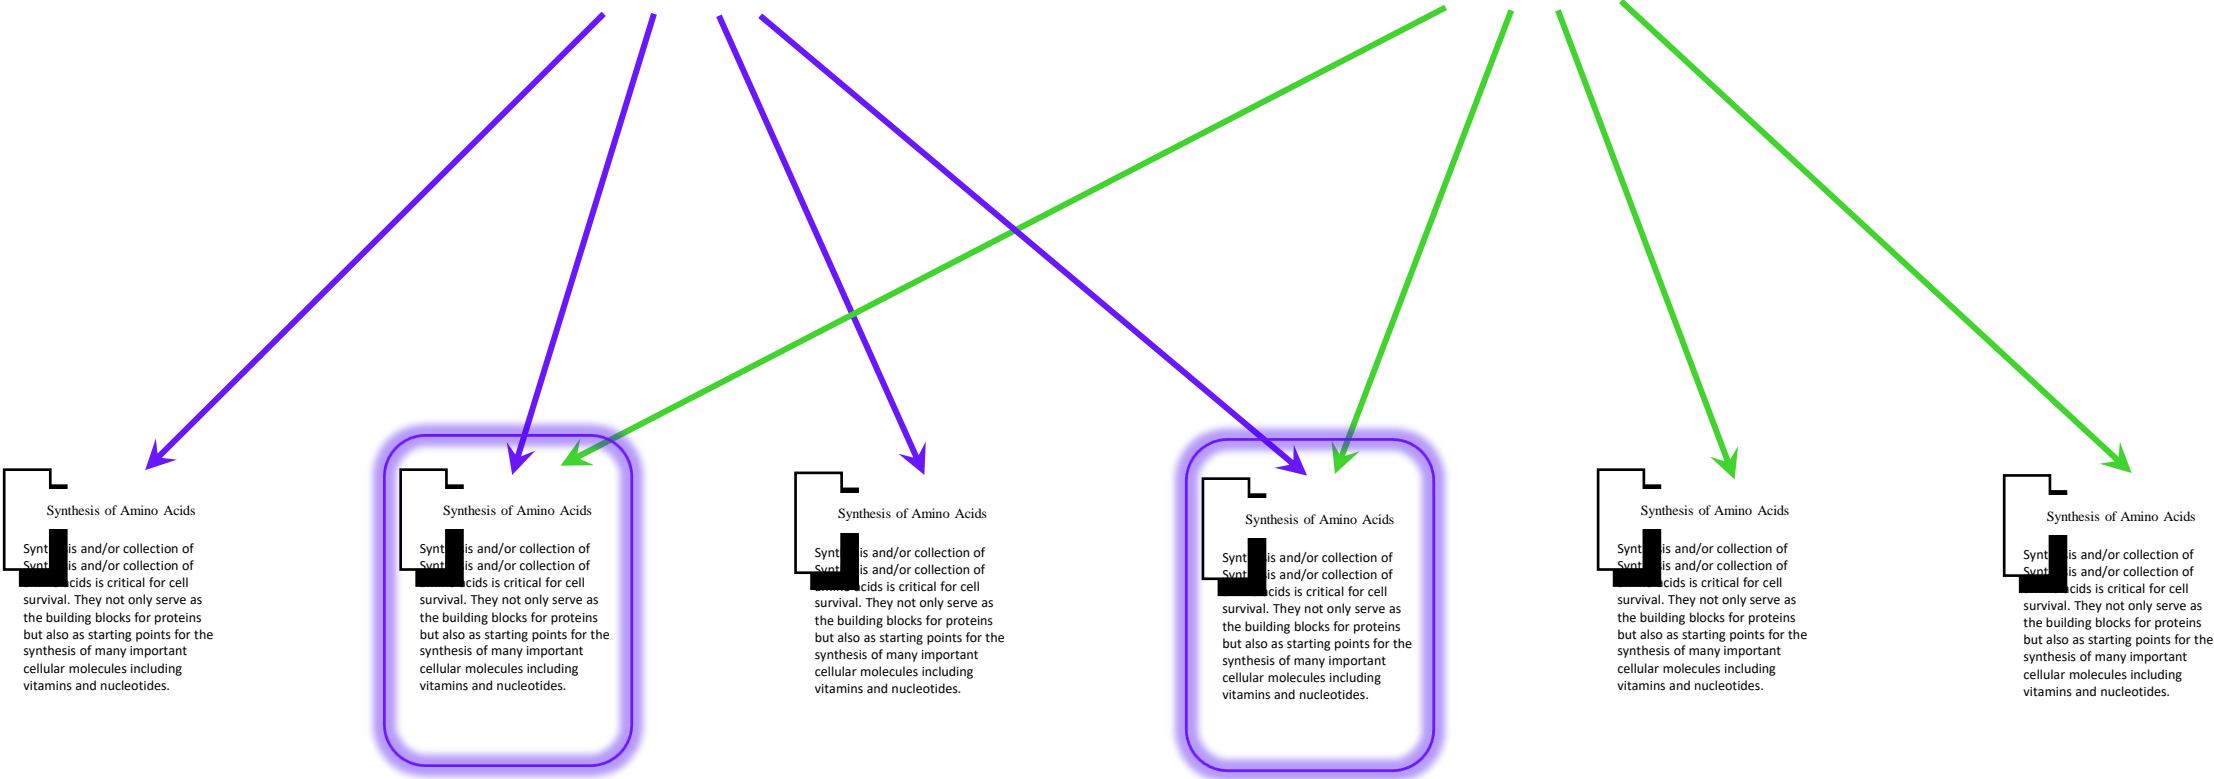 Synthesis of Amino Acids
Synt is and/or collection of
Synt is and/or collection of
cids is critical for cell
survival. They not only serve as
the building blocks for proteins
but also as starting points for the
synthesis of many important
cellular molecules including
vitamins and nucleotides.
Synthesis of Amino Acids
Synt is and/or collection of
Synt is and/or collection of
cids is critical for cell
survival. They not only serve as
the building blocks for proteins
but also as starting points for the
synthesis of many important
cellular molecules including
vitamins and nucleotides.
Synthesis of Amino Acids
Synt is and/or collection of
Synt is and/or collection of
cids is critical for cell
survival. They not only serve as
the building blocks for proteins
but also as starting points for the
synthesis of many important
cellular molecules including
vitamins and nucleotides.
Synthesis of Amino Acids
Synt is and/or collection of
Synt is and/or collection of
cids is critical for cell
survival. They not only serve as
the building blocks for proteins
but also as starting points for the
synthesis of many important
cellular molecules including
vitamins and nucleotides.
Synthesis of Amino Acids
Synt is and/or collection of
Synt is and/or collection of
cids is critical for cell
survival. They not only serve as
the building blocks for proteins
but also as starting points for the
synthesis of many important
cellular molecules including
vitamins and nucleotides.
Synthesis of Amino Acids
Synt is and/or collection of
Synt is and/or collection of
cids is critical for cell
survival. They not only serve as
the building blocks for proteins
but also as starting points for the
synthesis of many important
cellular molecules including
vitamins and nucleotides.